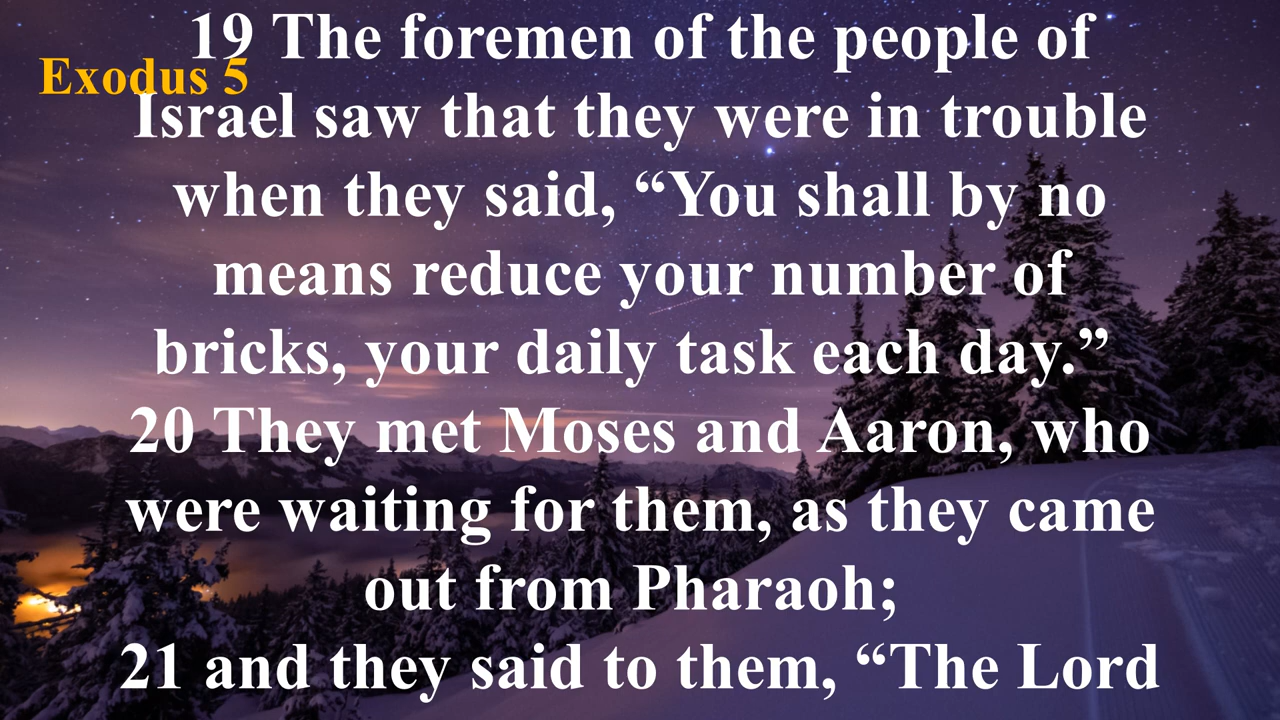 19 The foremen of the people of
Exodus 5
Israel saw that they were in trouble
when they said, “You shall by no
means reduce your number of
bricks, your daily task each day.”
20 They met Moses and Aaron, who
were waiting for them, as they came
out from Pharaoh;
21 and they said to them, “The Lord